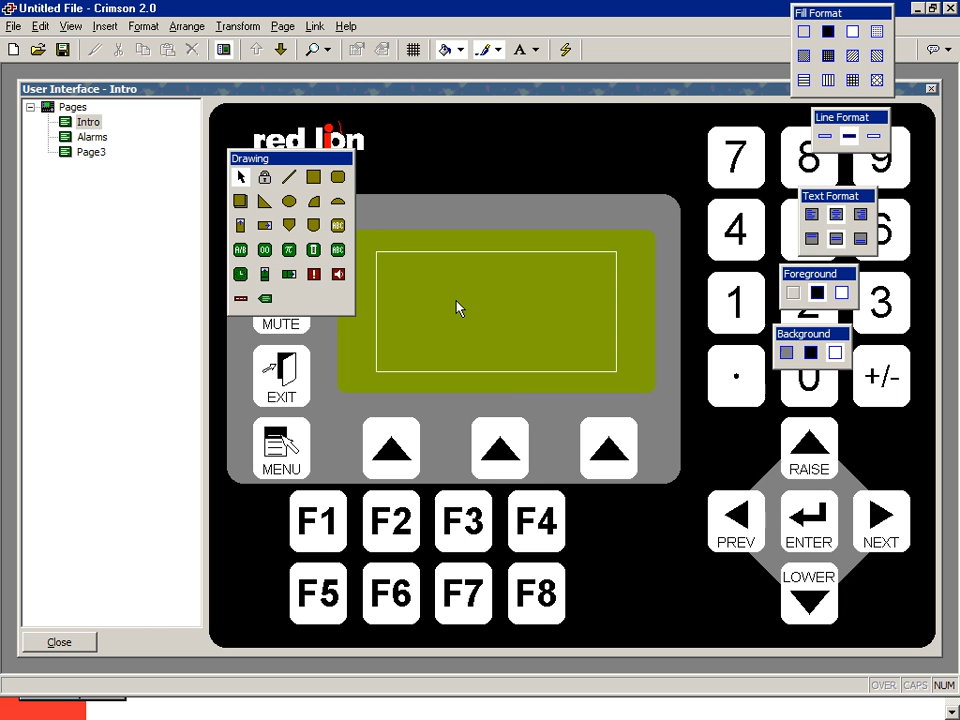 Untitled File - Crimson 2.0
File Edit View Insert Format Arrange Transform Page Link Help
Fill Format
User Interface - Intro
Pages
Intro
Alarms
Page3
red lion
Drawing
ABC
A/B
ABC
Line Format
Text Format
Foreground
Background
7 8 9
4 6
1 2 3
. 0 +/-
MUTE
EXIT
MENU
RAISE
PREV ENTER NEXT
LOWER
F1 F2 F3 F4
F5 F6 F7 F8
Close
OVER CAPS NUM